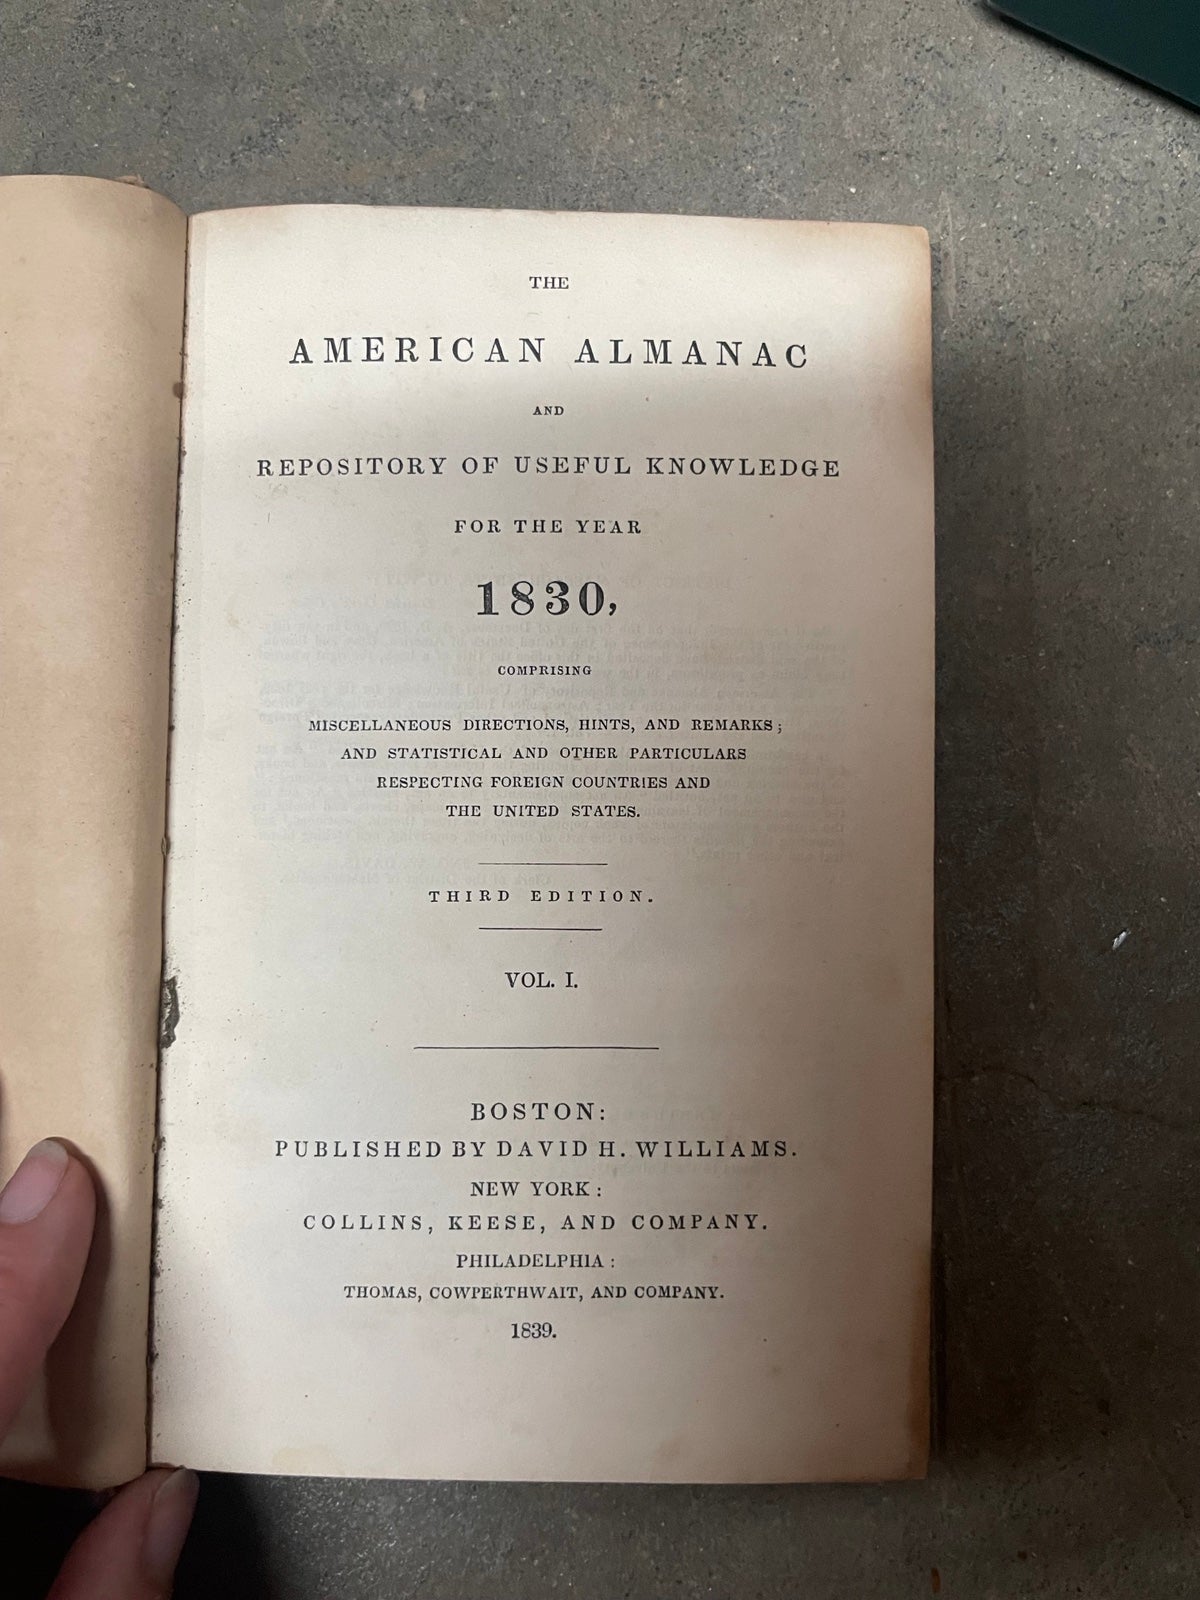 THE
AMERICAN ALMANAC
AND
REPOSITORY OF USEFUL KNOWLEDGE
FOR THE YEAR
1830,
COMPRISING
MISCELLANEOUS DIRECTIONS, HINTS, AND REMARKS;
AND STATISTICAL AND OTHER PARTICULARS
RESPECTING FOREIGN COUNTRIES AND
THE UNITED STATES.
THIRD EDITION.
VOL. I.
BOSTON:
PUBLISHED BY DAVID H. WILLIAMS.
NEW YORK:
COLLINS, KEESE, AND COMPANY.
PHILADELPHIA:
THOMAS, COWPERTHWAIT, AND COMPANY.
1839.